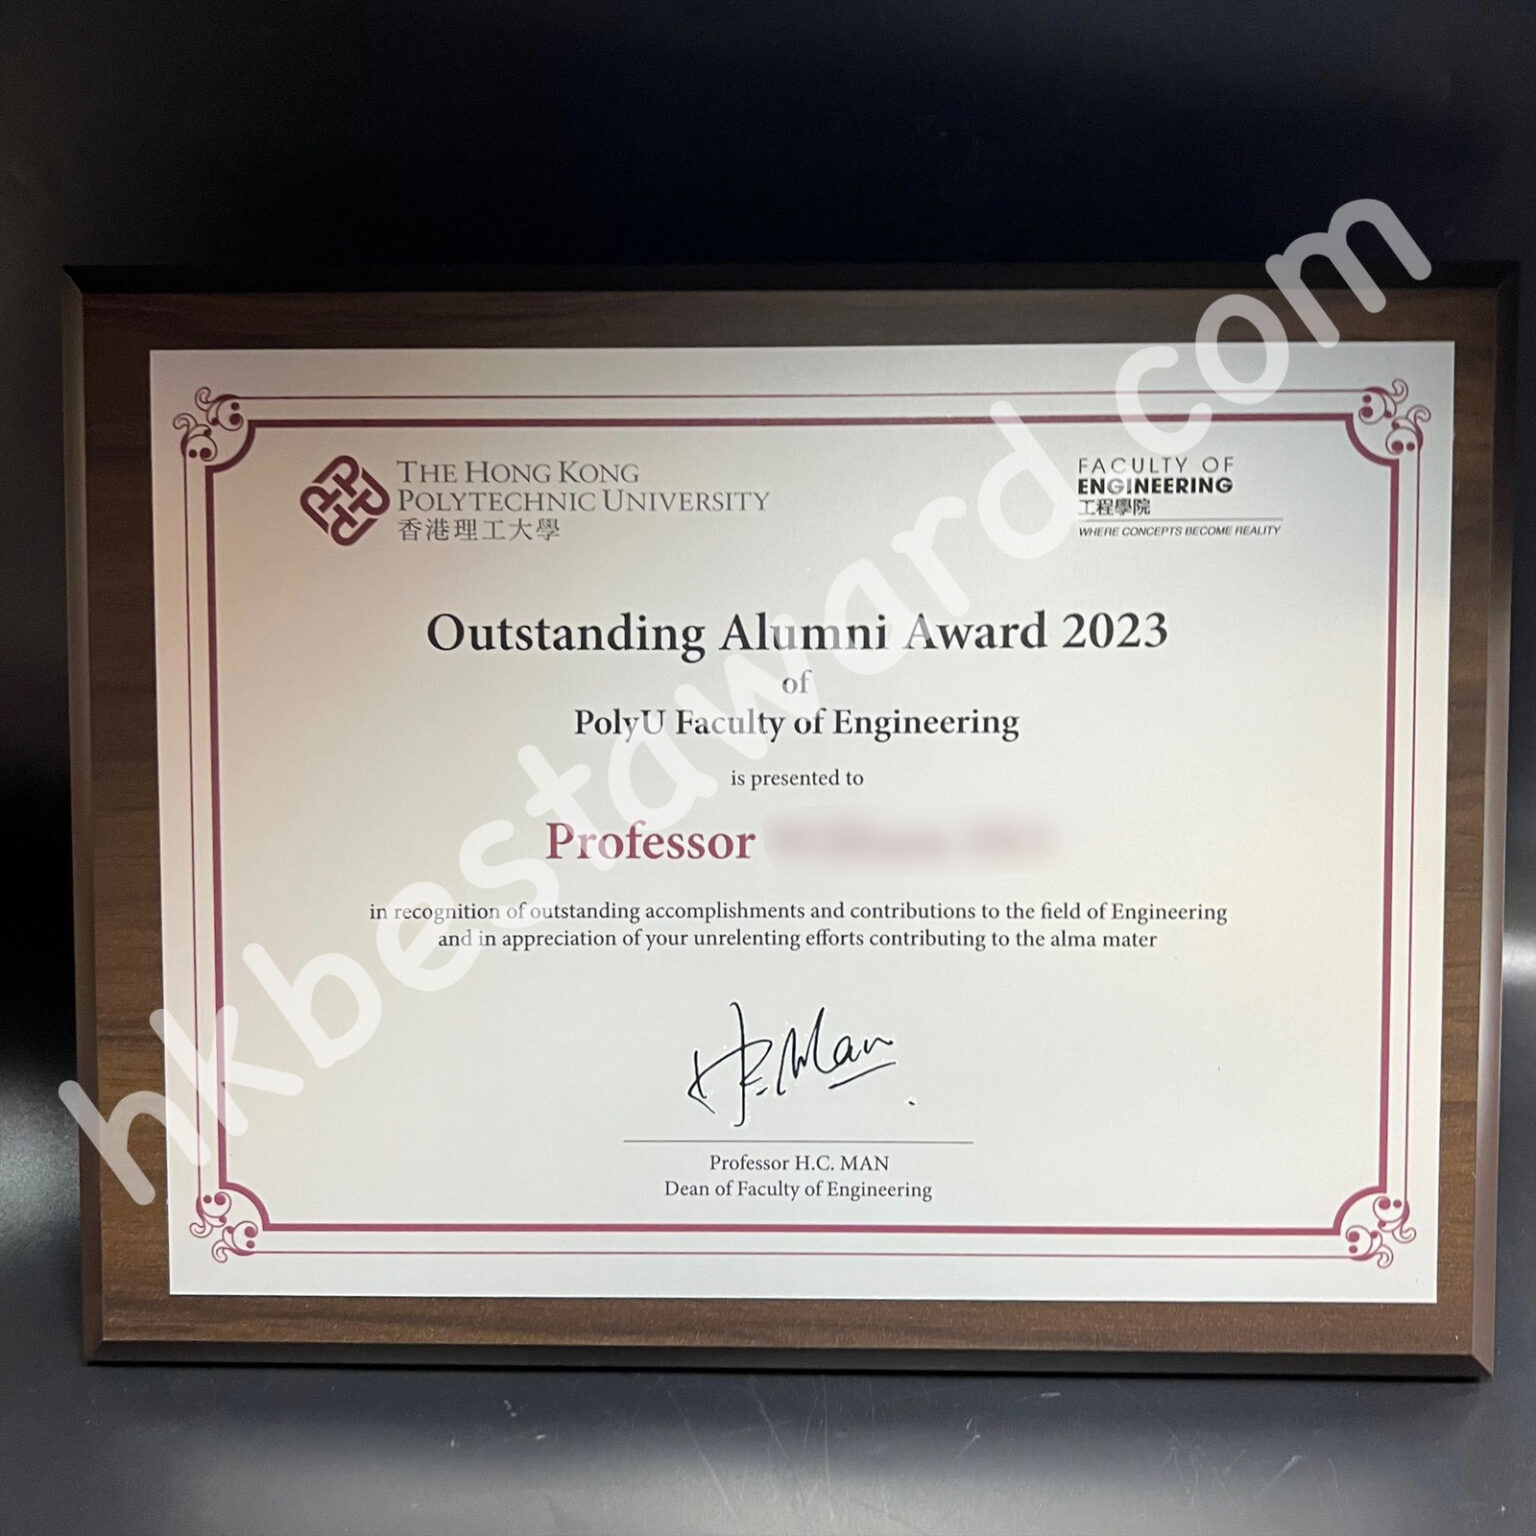 THE HONG KONG
POLYTECHNIC UNIVERSITY
香港理工大學
FACULTY OF
ENGINEERING
工程學院
WHERE CONCEPTS BECOME REALITY
Outstanding Alumni Award 2023
of
PolyU Faculty of Engineering
is presented to
Professor
in recognition of outstanding accomplishments and contributions to the field of Engineering
and in appreciation of your unrelenting efforts contributing to the alma mater
H.C. Man
Professor H.C. MAN
Dean of Faculty of Engineering
hkbestaward.com